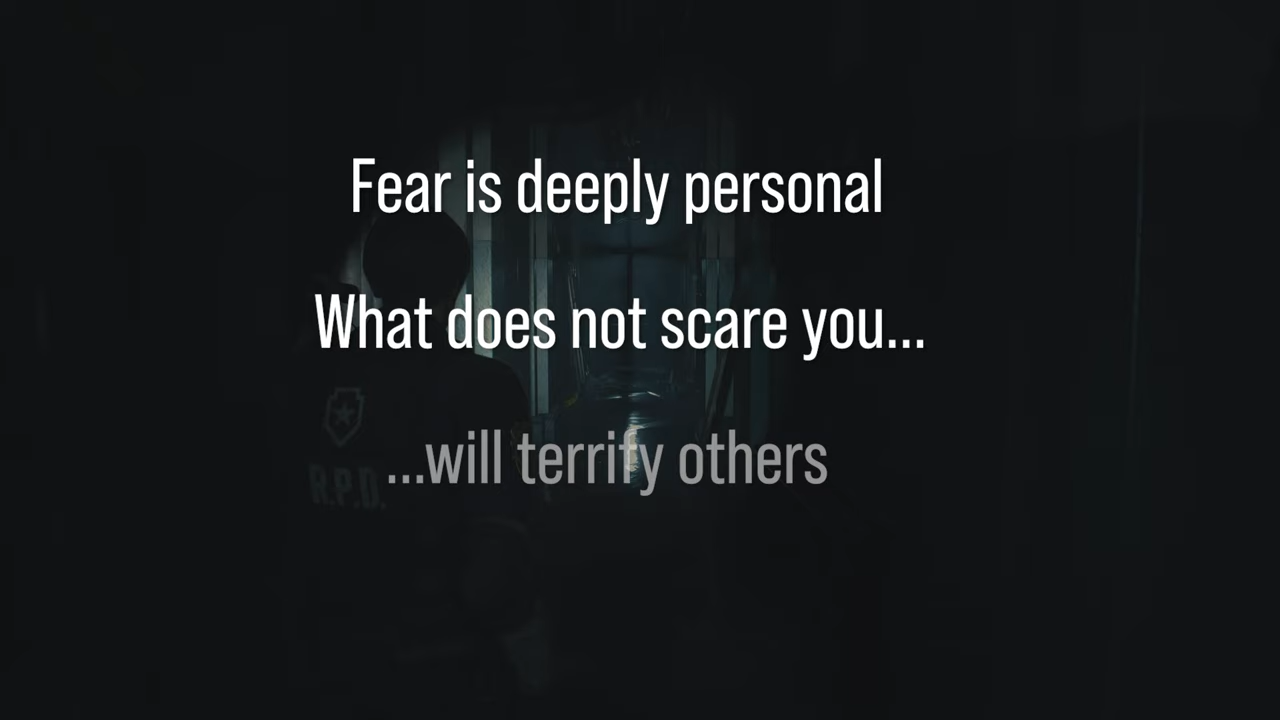 Fear is deeply personal
What does not scare you...
...will terrify others
R.P.D.